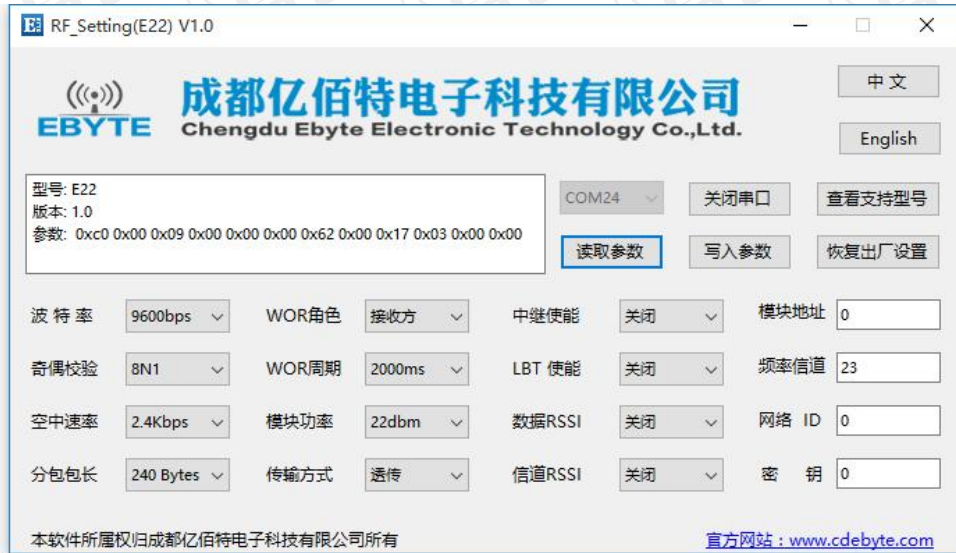 RF_Setting(E22) V1.0
EBYTE
成都亿佰特电子科技有限公司
Chengdu Ebyte Electronic Technology Co.,Ltd.
中 文
English
型号: E22
版本: 1.0
参数: 0xc0 0x00 0x09 0x00 0x00 0x00 0x62 0x00 0x17 0x03 0x00 0x00
COM24 关闭串口 查看支持型号
读取参数 写入参数 恢复出厂设置
波 特 率 9600bps WOR角色 接收方 中继使能 关闭 模块地址 0
奇偶校验 8N1 WOR周期 2000ms LBT 使能 关闭 频率信道 23
空中速率 2.4Kbps 模块功率 22dbm 数据RSSI 关闭 网络 ID 0
分包包长 240 Bytes 传输方式 透传 信道RSSI 关闭 密 钥 0
本软件所属权归成都亿佰特电子科技有限公司所有 官方网站：www.cdebyte.com